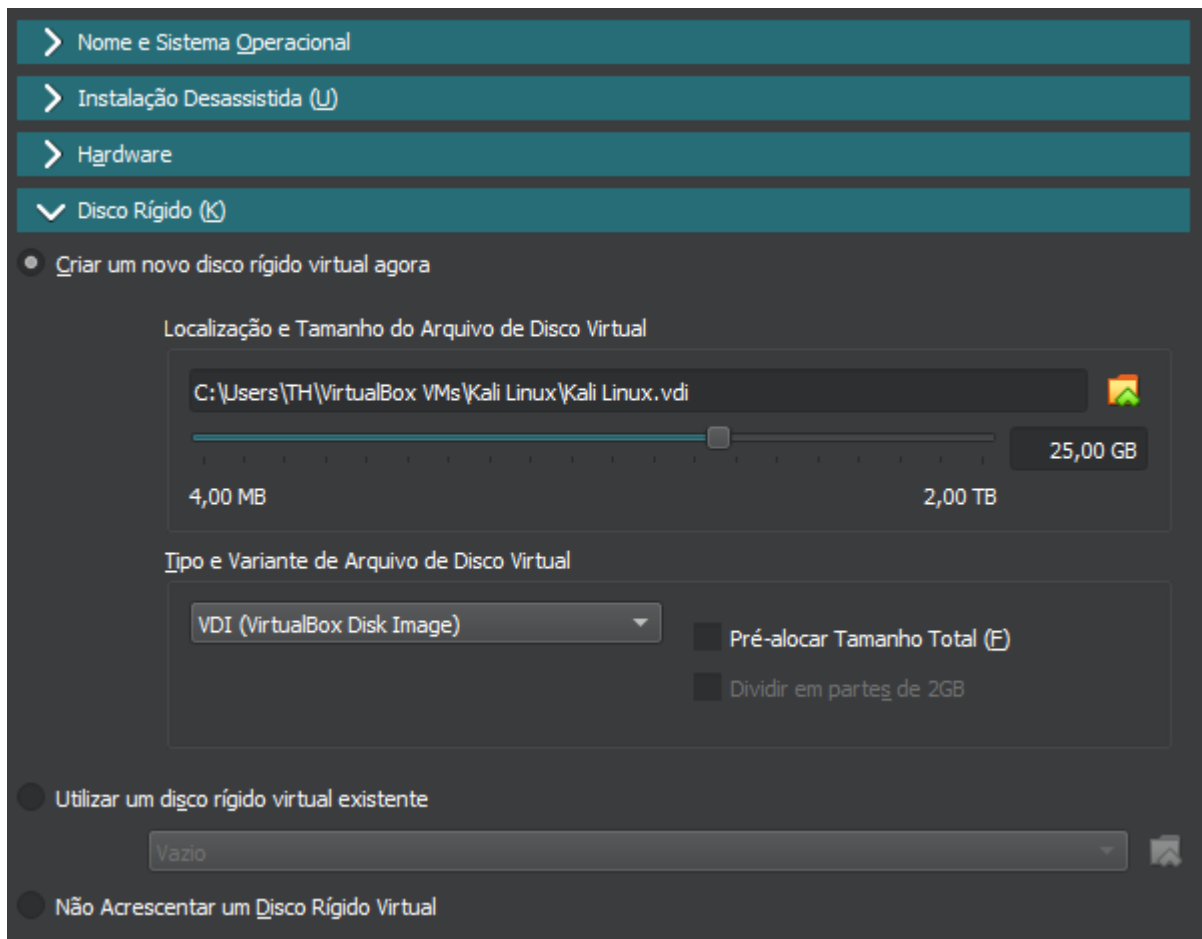 Nome e Sistema Operacional
Instalação Desassistida (U)
Hardware
Disco Rígido (K)
Criar um novo disco rígido virtual agora
Localização e Tamanho do Arquivo de Disco Virtual
C:\Users\TH\VirtualBox VMs\Kali Linux\Kali Linux.vdi
25,00 GB
4,00 MB 2,00 TB
Tipo e Variante de Arquivo de Disco Virtual
VDI (VirtualBox Disk Image)
Pré-alocar Tamanho Total (F)
Dividir em partes de 2GB
Utilizar um disco rígido virtual existente
Vazio
Não Acrescentar um Disco Rígido Virtual